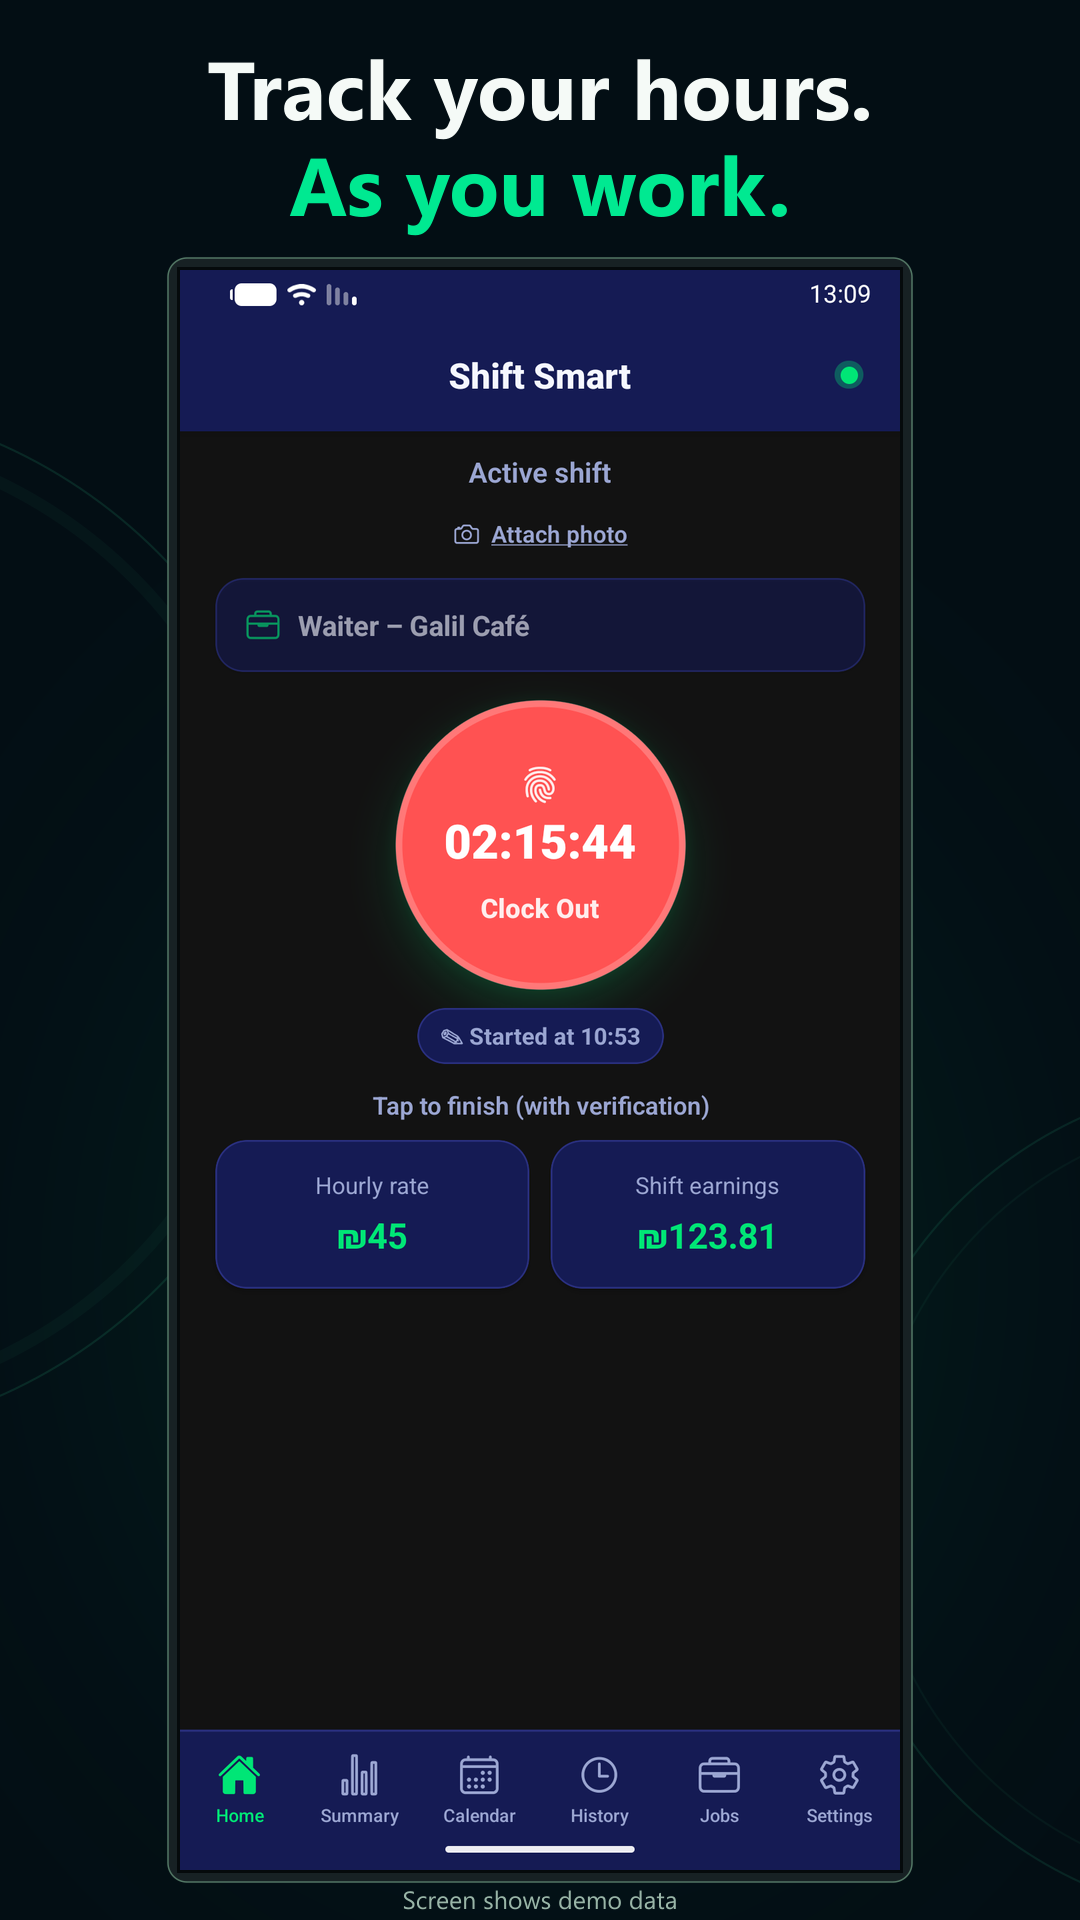 Track your hours.
As you work.
13:09
Shift Smart
Active shift
Attach photo
Waiter – Galil Café
02:15:44
Clock Out
✎ Started at 10:53
Tap to finish (with verification)
Hourly rate
₪45
Shift earnings
₪123.81
Home
Summary
Calendar
History
Jobs
Settings
Screen shows demo data